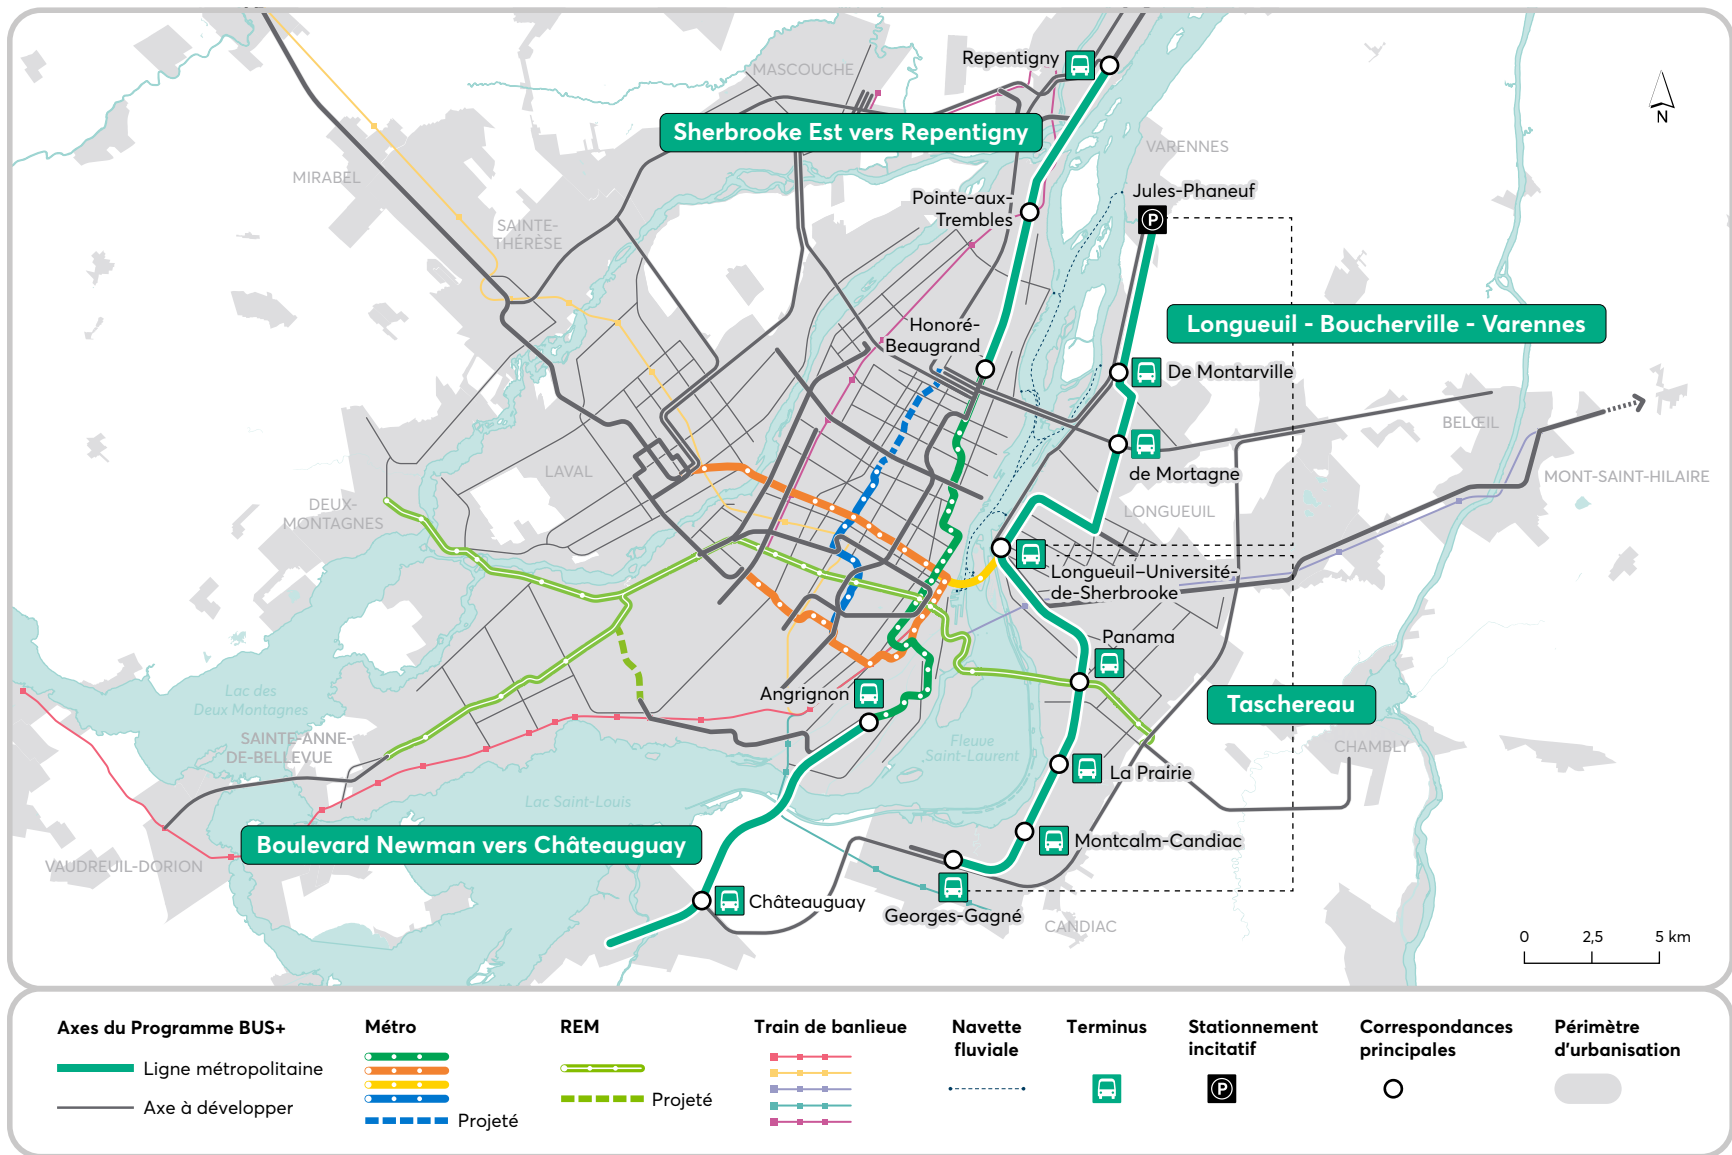 Repentigny
MASCOUCHE
N
Sherbrooke Est vers Repentigny
VARENNES
MIRABEL
Jules-Phaneuf
Pointe-aux-
Trembles
P
SAINTE-
THÉRÈSE
Longueuil - Boucherville - Varennes
Honoré-
Beaugrand
De Montarville
BELŒIL
LAVAL
de Mortagne
MONT-SAINT-HILAIRE
DEUX-
MONTAGNES
LONGUEUIL
Longueuil–Université-
de-Sherbrooke
Panama
Lac des
Deux Montagnes
Angrignon
Taschereau
SAINTE-ANNE-
DE-BELLEVUE
Fleuve
Saint-Laurent
CHAMBLY
La Prairie
Lac Saint-Louis
Boulevard Newman vers Châteauguay
Montcalm-Candiac
VAUDREUIL-DORION
Châteauguay
Georges-Gagné
CANDIAC
0 2,5 5 km
Axes du Programme BUS+
Ligne métropolitaine
Axe à développer
Métro
Projeté
REM
Projeté
Train de banlieue
Navette
fluviale
Terminus
Stationnement
incitatif
P
Correspondances
principales
Périmètre
d'urbanisation